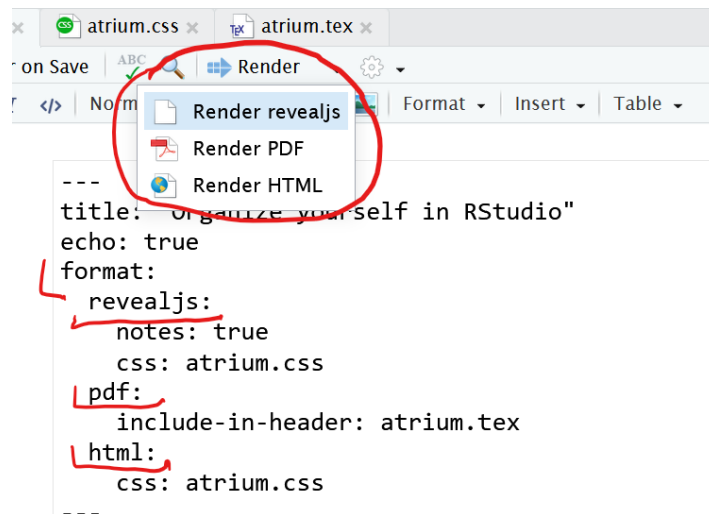 atrium.css
atrium.tex
on Save ABC Render
</> Norm Format Insert Table
Render revealjs
Render PDF
Render HTML
---
title: "Organize yourself in RStudio"
echo: true
format:
revealjs:
notes: true
css: atrium.css
pdf:
include-in-header: atrium.tex
html:
css: atrium.css
---